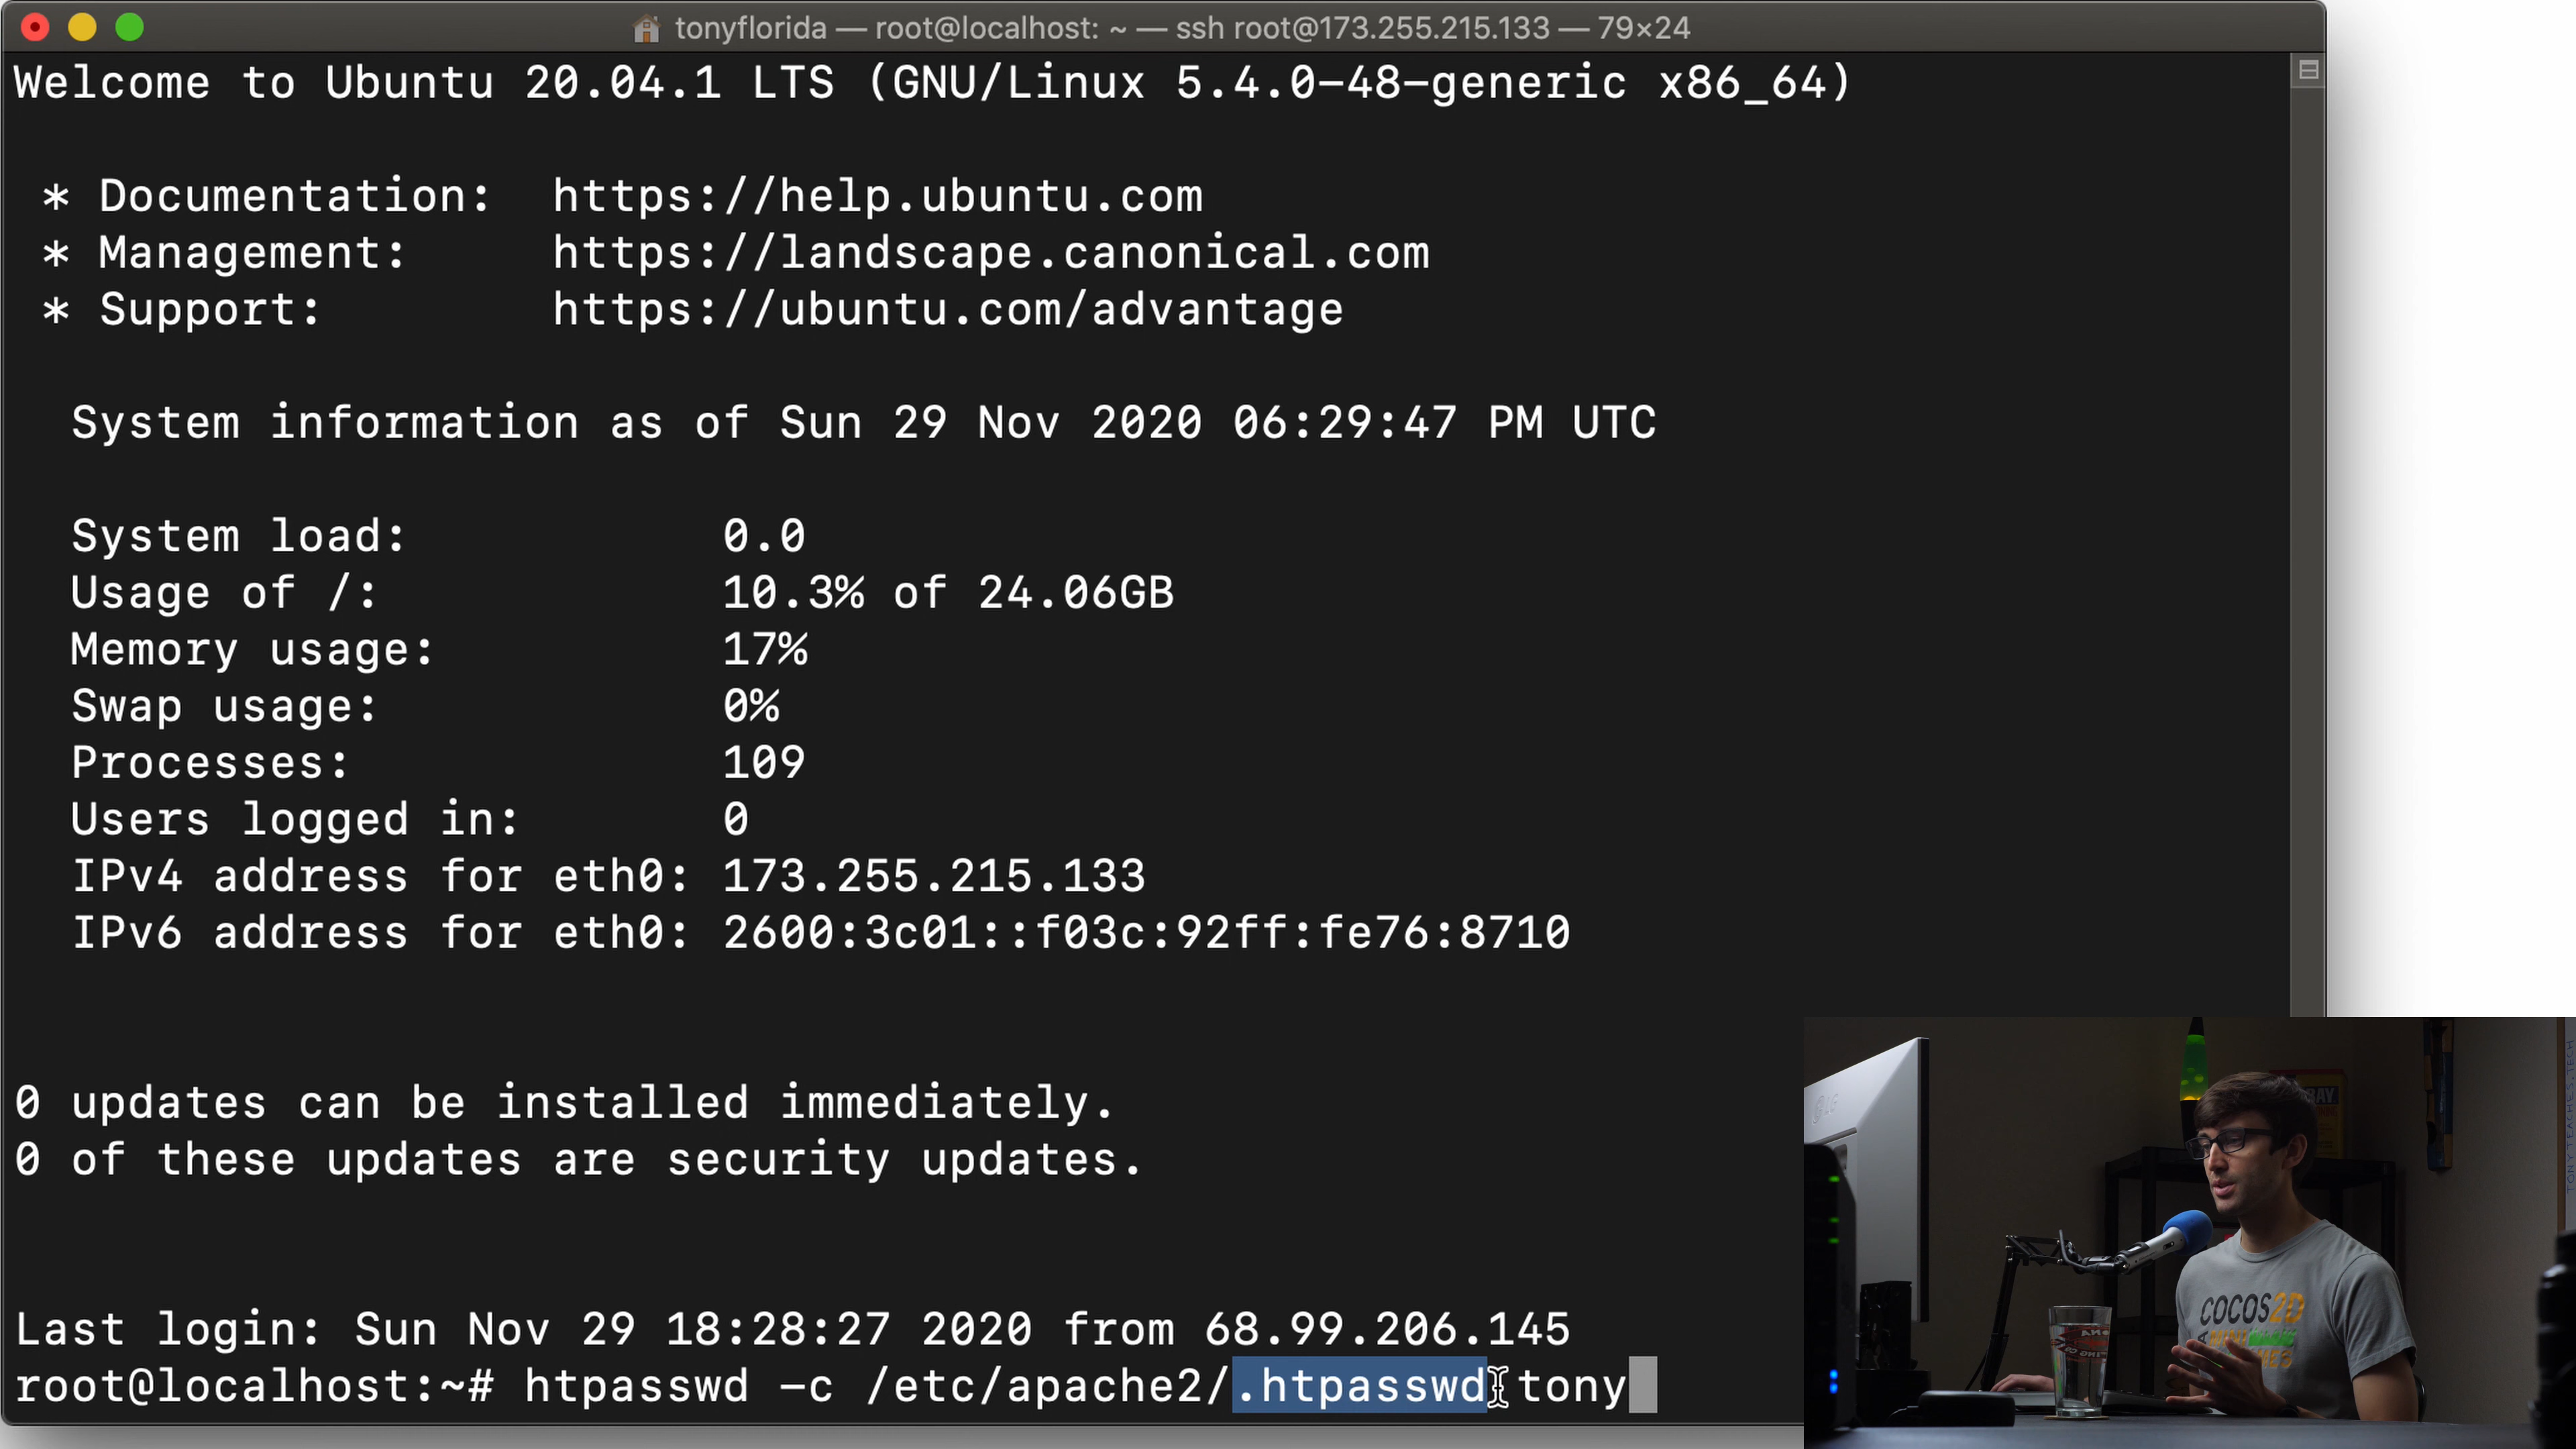 tonyflorida — root@localhost: ~ — ssh root@173.255.215.133 — 79×24
Welcome to Ubuntu 20.04.1 LTS (GNU/Linux 5.4.0-48-generic x86_64)
* Documentation: https://help.ubuntu.com
* Management: https://landscape.canonical.com
* Support: https://ubuntu.com/advantage
System information as of Sun 29 Nov 2020 06:29:47 PM UTC
System load: 0.0
Usage of /: 10.3% of 24.06GB
Memory usage: 17%
Swap usage: 0%
Processes: 109
Users logged in: 0
IPv4 address for eth0: 173.255.215.133
IPv6 address for eth0: 2600:3c01::f03c:92ff:fe76:8710
0 updates can be installed immediately.
0 of these updates are security updates.
Last login: Sun Nov 29 18:28:27 2020 from 68.99.206.145
root@localhost:~# htpasswd -c /etc/apache2/.htpasswd tony
LG
COCOS2D